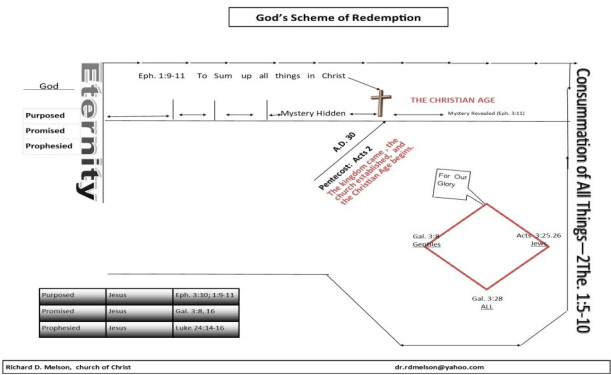 God's Scheme of Redemption
Eph. 1:9-11 To Sum up all things in Christ
God
Purposed
Promised
Prophesied
Eternity
Mystery Hidden
THE CHRISTIAN AGE
Mystery Revealed (Eph. 3:11)
A.D. 30
Pentecost: Acts 2
The kingdom came , the
church established, and
the Christian Age begins.
For Our
Glory
Gal. 3:8
Gentiles
Acts 3:25.26
Jews
Gal. 3:28
ALL
Consummation of All Things—2The. 1:5-10
Purposed Jesus Eph. 3:10; 1:9-11
Promised Jesus Gal. 3:8, 16
Prophesied Jesus Luke 24:14-16
Richard D. Melson, church of Christ dr.rdmelson@yahoo.com